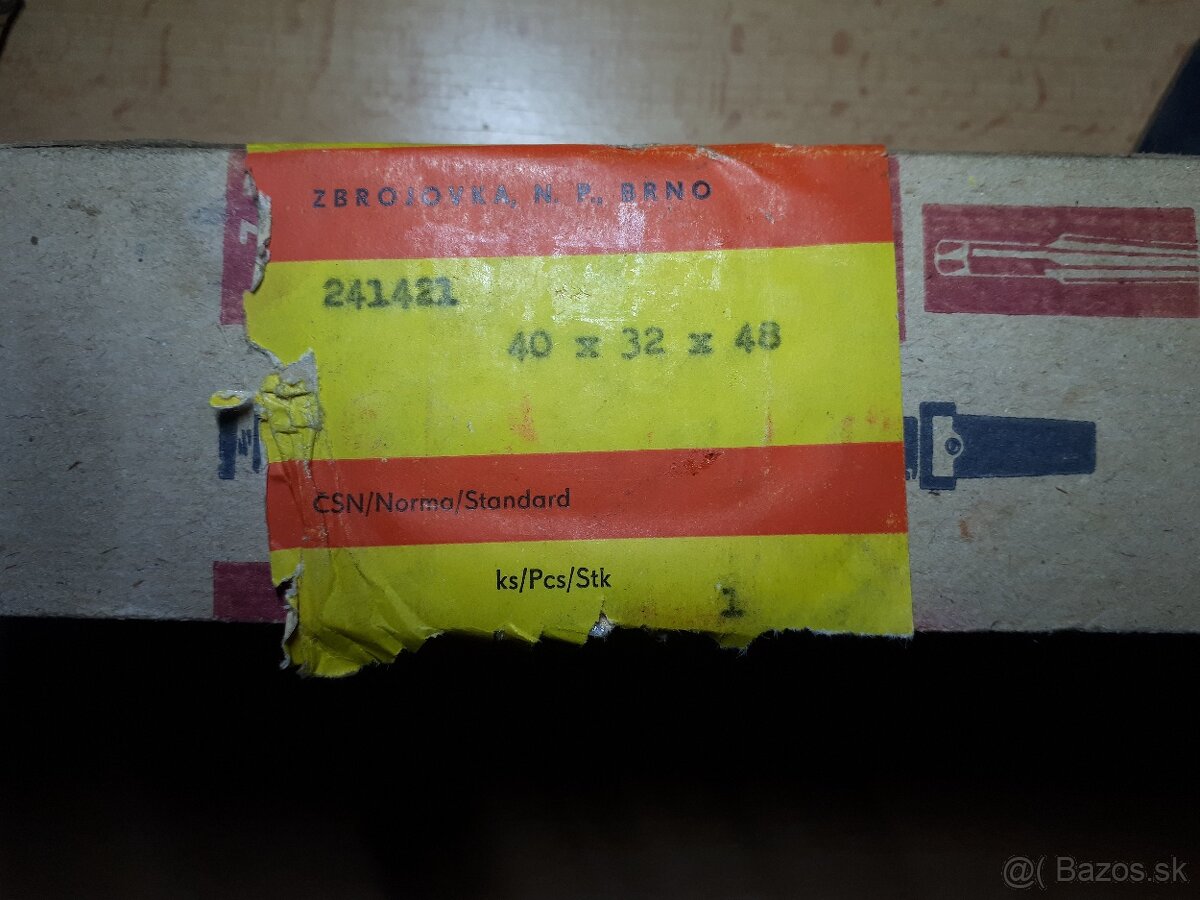 ZBROJOVKA, N. P., BRNO
241421
40 x 32 x 48
ČSN/Norma/Standard
ks/Pcs/Stk
1
@( Bazos.sk